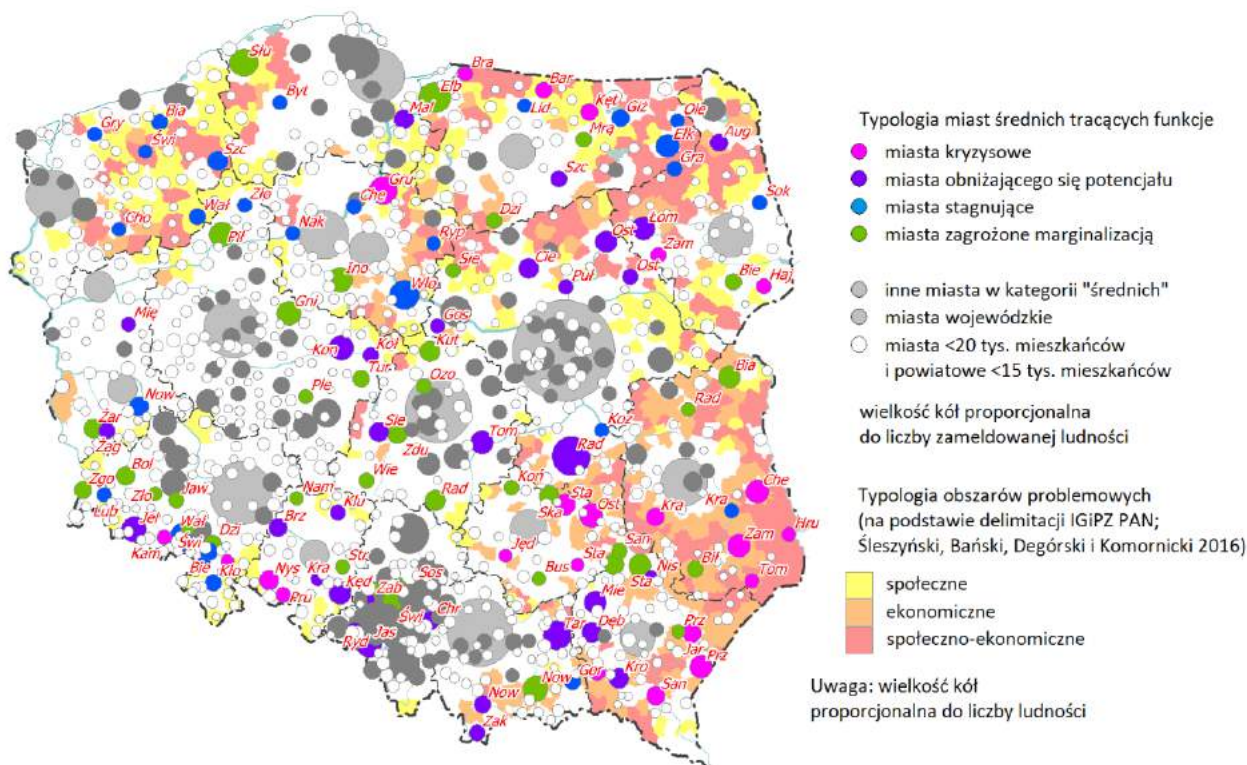 Słu
Bra
Byt
Elb
Bar
Mal
Lid
Kęt
Giż
Ole
Mrą
Ełk
Aug
Gra
Bia
Gry
Świ
Szc
Szc
Sok
Cho
Wał
Zło
Che
Gru
Nak
Pił
Ryp
Dzi
Łom
Ost
Zam
Sie
Cie
Ost
Puł
Bie
Haj
Ino
Wło
Gni
Mię
Gos
Kon
Koł
Kut
Tur
Ozo
Ple
Bia
Rad
Now
Żar
Żag
Sie
Zdu
Tom
Koz
Rad
Bol
Zgo
Zło
Jaw
Lub
Nam
Wie
Rad
Koń
Sta
Ska
Ost
Kra
Kra
Che
Jel
Wał
Dzi
Świ
Kam
Kło
Bie
Brz
Klu
Jęd
Sta
San
Zam
Hru
Nys
Pru
Kra
Str
Kęd
Zab
Sos
Bus
Nis
Sta
Bił
Tom
Mie
Świ
Chr
Ryd
Jas
Tar
Dęb
Prz
Jar
Prz
Now
Zak
Now
Gor
Kro
San
Typologia miast średnich tracących funkcje
miasta kryzysowe
miasta obniżającego się potencjału
miasta stagnujące
miasta zagrożone marginalizacją
inne miasta w kategorii "średnich"
miasta wojewódzkie
miasta <20 tys. mieszkańców
i powiatowe <15 tys. mieszkańców
wielkość kół proporcjonalna
do liczby zameldowanej ludności
Typologia obszarów problemowych
(na podstawie delimitacji IGiPZ PAN;
Śleszyński, Bański, Degórski i Komornicki 2016)
społeczne
ekonomiczne
społeczno-ekonomiczne
Uwaga: wielkość kół
proporcjonalna do liczby ludności